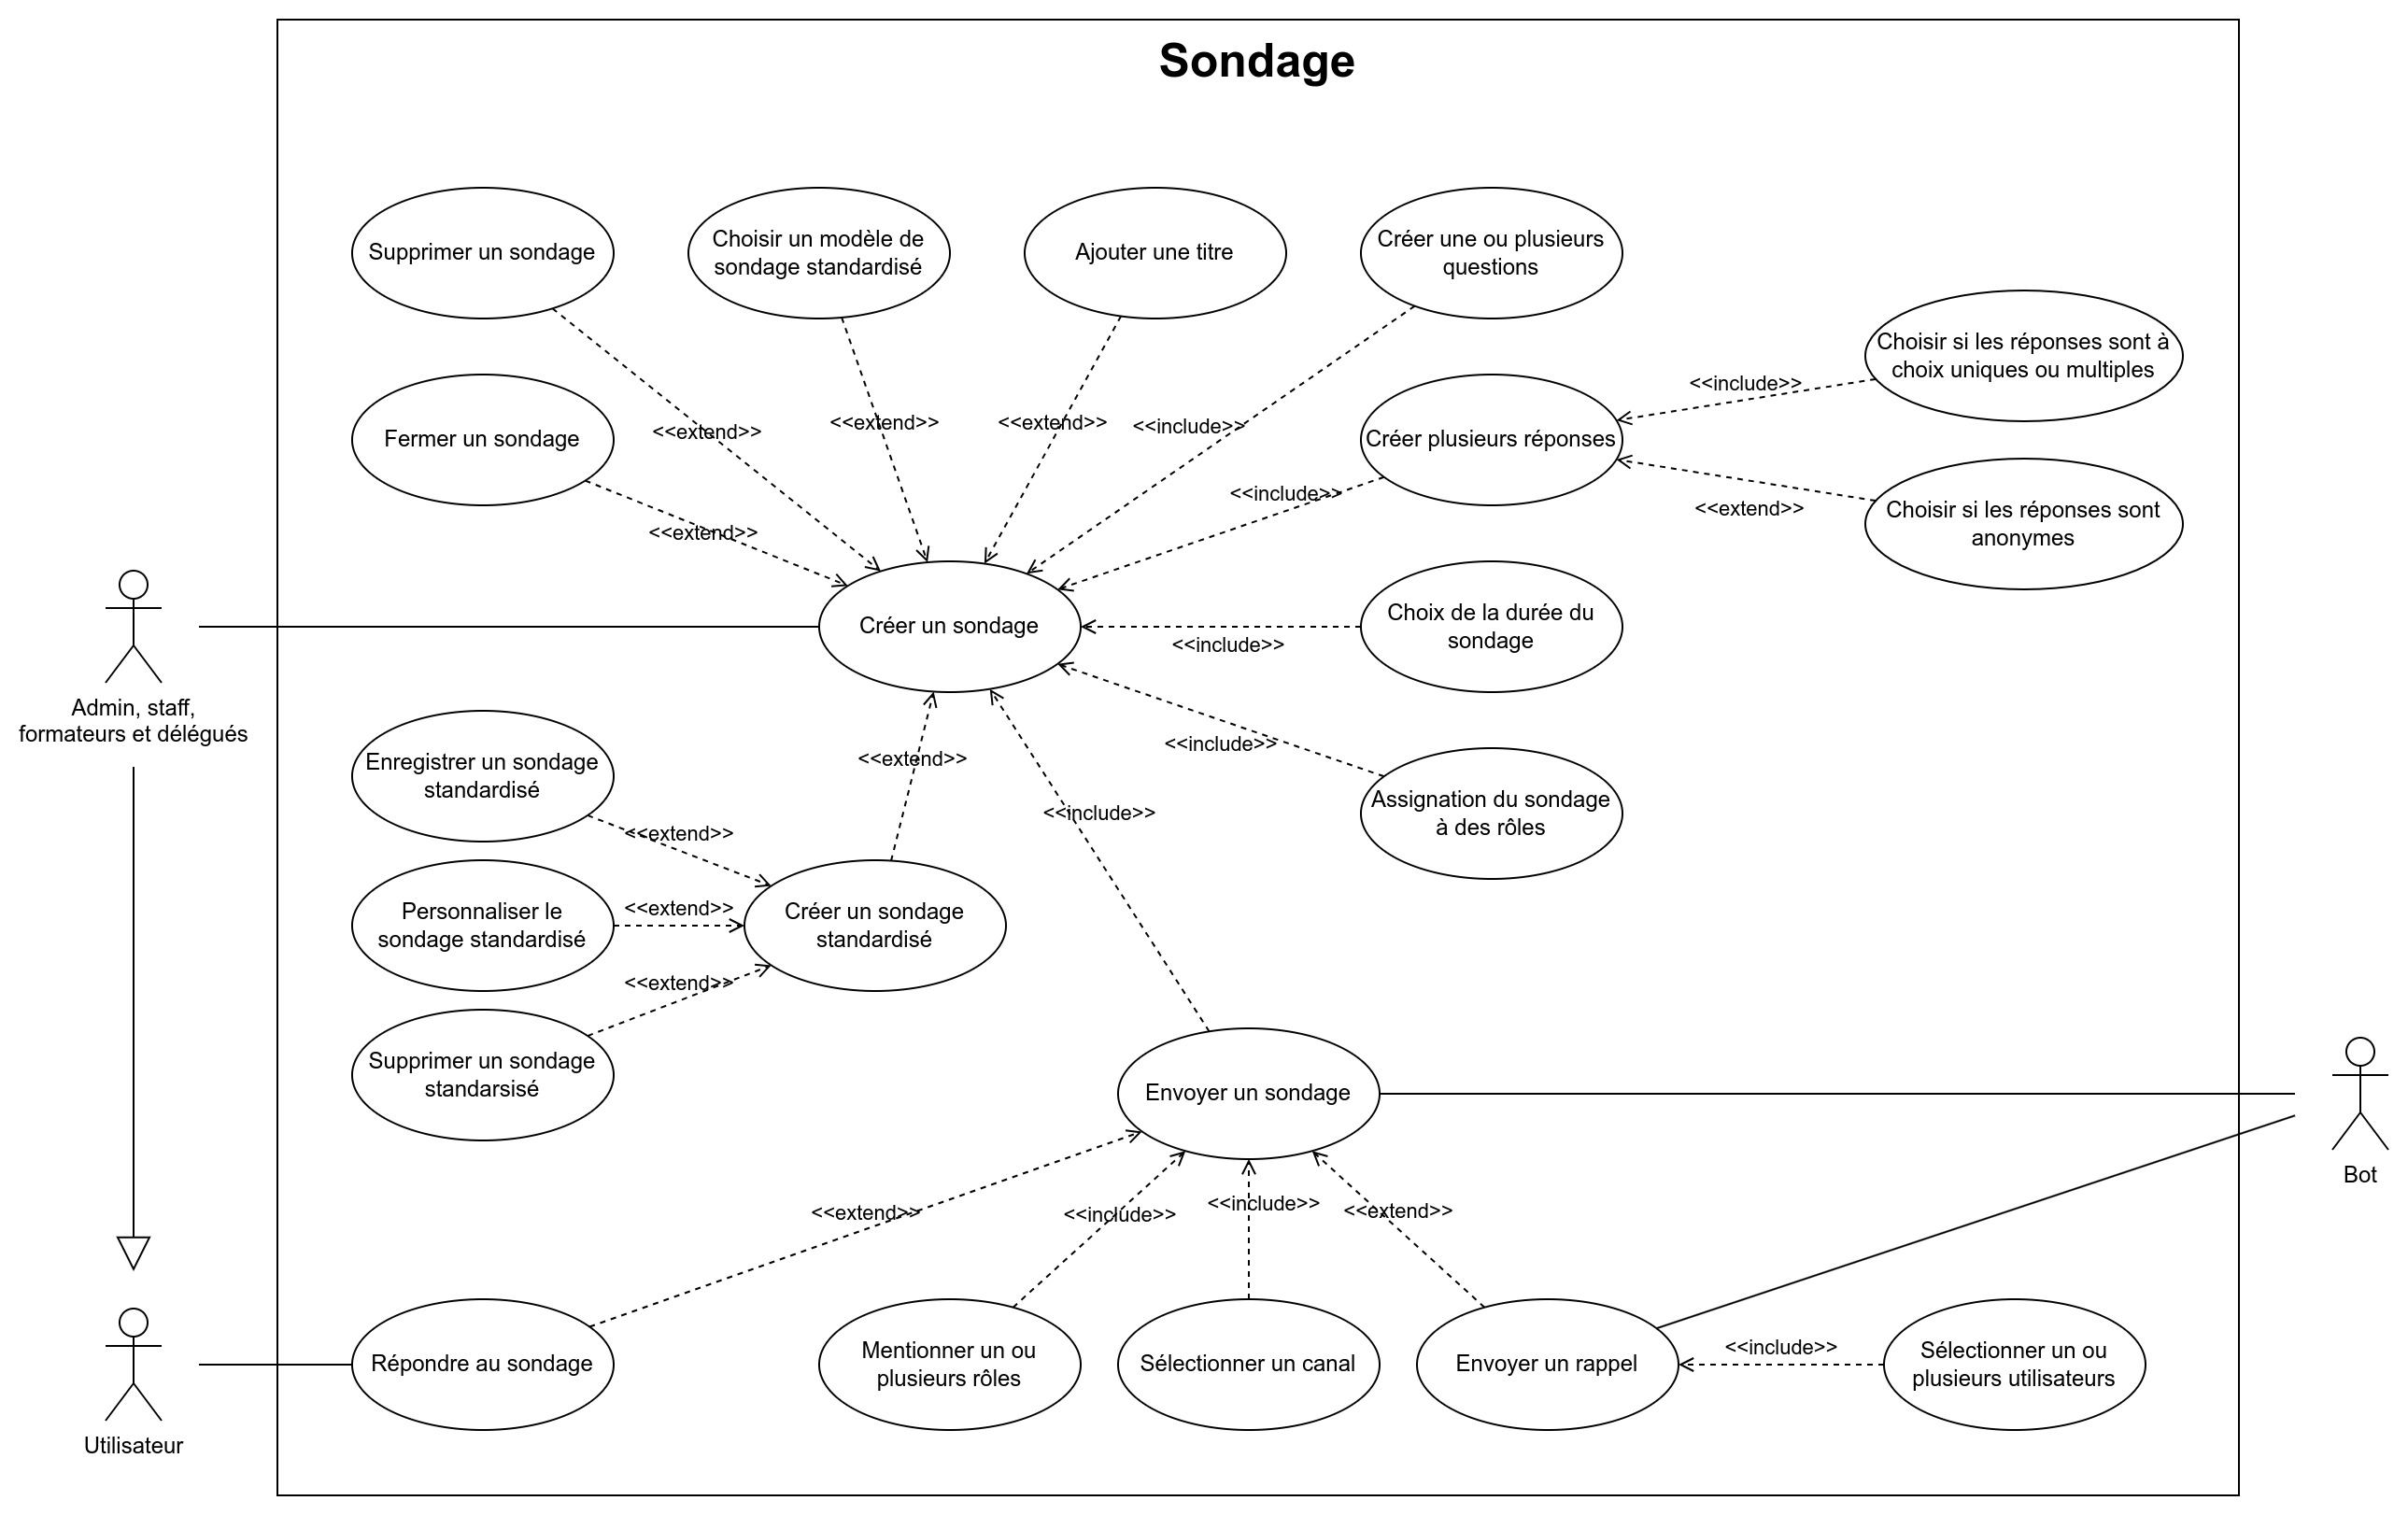 Sondage
Supprimer un sondage
Choisir un modèle de
sondage standardisé
Ajouter une titre
Créer une ou plusieurs
questions
Choisir si les réponses sont à
choix uniques ou multiples
<<include>>
Fermer un sondage
<<extend>>
<<extend>>
<<extend>>
<<include>>
Créer plusieurs réponses
<<include>>
<<extend>>
Choisir si les réponses sont
anonymes
<<extend>>
Créer un sondage
Choix de la durée du
sondage
<<include>>
Admin, staff,
formateurs et délégués
<<include>>
Enregistrer un sondage
standardisé
<<extend>>
<<include>>
Assignation du sondage
à des rôles
<<extend>>
Personnaliser le
sondage standardisé
<<extend>>
Créer un sondage
standardisé
<<extend>>
Supprimer un sondage
standarsisé
Envoyer un sondage
Bot
<<extend>>
<<include>>
<<include>>
<<extend>>
Répondre au sondage
Mentionner un ou
plusieurs rôles
Sélectionner un canal
Envoyer un rappel
<<include>>
Sélectionner un ou
plusieurs utilisateurs
Utilisateur